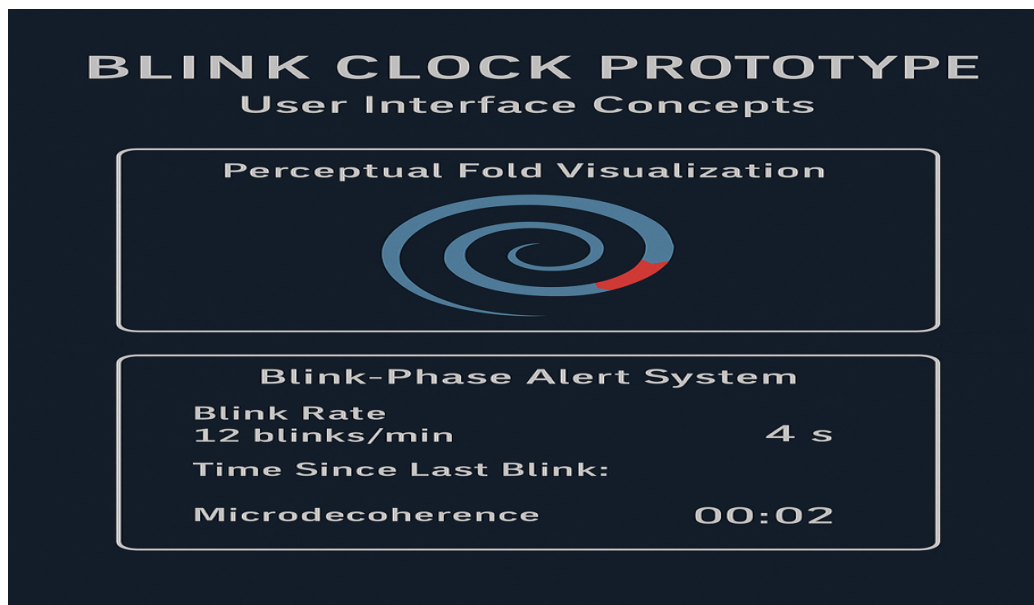 BLINK CLOCK PROTOTYPE
User Interface Concepts
Perceptual Fold Visualization
Blink-Phase Alert System
Blink Rate
12 blinks/min 4 s
Time Since Last Blink:
Microdecoherence 00:02